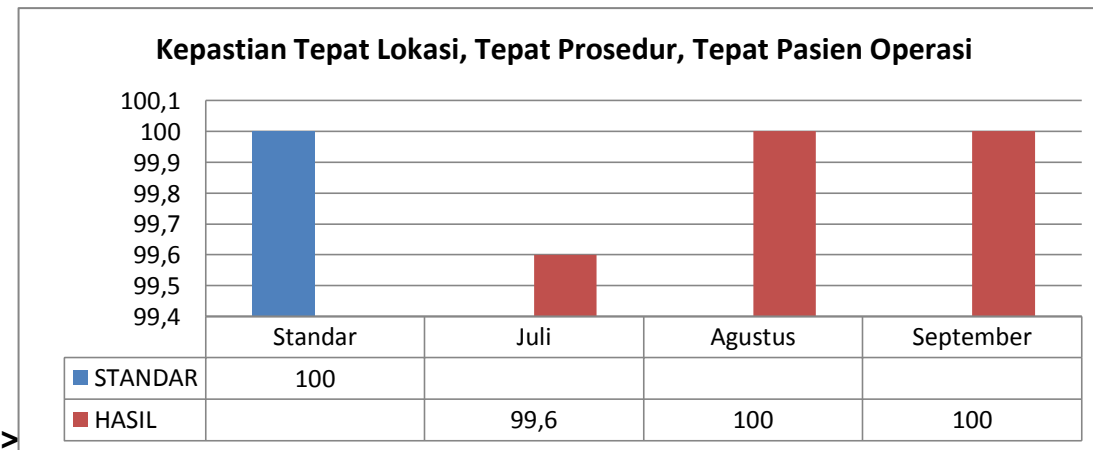 Kepastian Tepat Lokasi, Tepat Prosedur, Tepat Pasien Operasi
100,1
100
99,9
99,8
99,7
99,6
99,5
99,4
Standar Juli Agustus September
STANDAR 100
HASIL 99,6 100 100
>